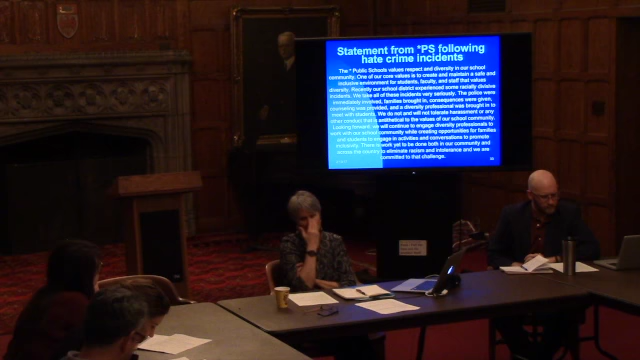 Statement from *PS following
hate crime incidents
The * Public Schools values respect and diversity in our school
community. One of our core values is to create and maintain a safe and
inclusive environment for students, faculty, and staff that values
diversity. Recently our school district experienced some racially divisive
incidents. We take all of these incidents very seriously. The police were
immediately involved, families brought in, consequences were given,
counseling was provided, and a diversity professional was brought in to
meet with students. We do not and will not tolerate harassment or any
other conduct that is antithetical to the values of our school community.
Looking forward, we will continue to engage diversity professionals to
work with our school community while creating opportunities for families
and students to engage in activities and conversations to promote
inclusivity. There is work yet to be done both in our community and
across the country to eliminate racism and intolerance and we are
committed to that challenge.